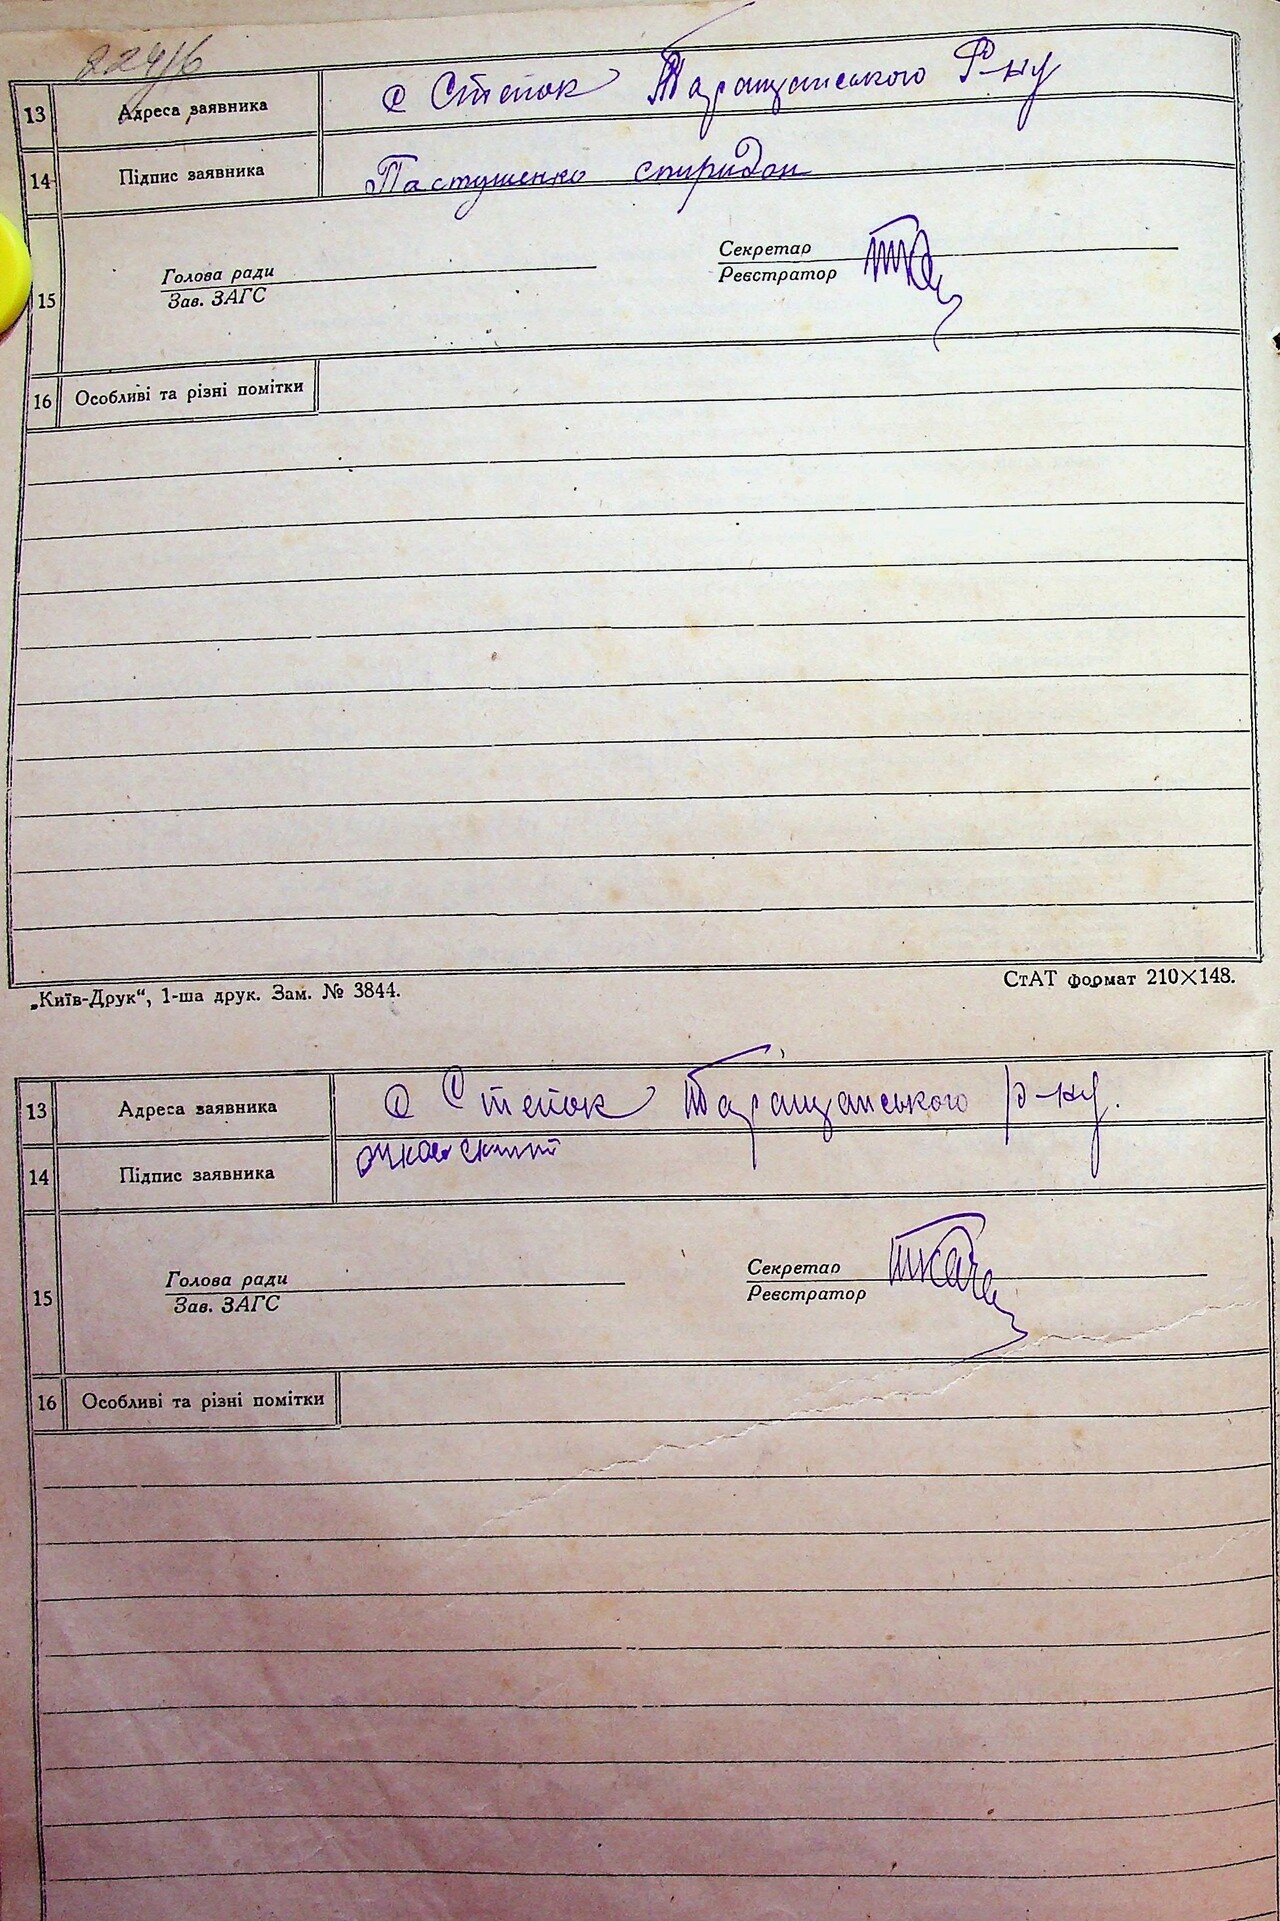 224/6
13 Адреса заявника с Степок Таращанського Р-ну
14 Підпис заявника Пастушенко спиридон
Голова ради Секретар
15 Зав. ЗАГС Реєстратор
16 Особливі та різні помітки
„Київ-Друк“, 1-ша друк. Зам. № 3844. СтАТ формат 210×148.
13 Адреса заявника с Степок Таращанського р-ну.
14 Підпис заявника
Голова ради Секретар
15 Зав. ЗАГС Реєстратор
16 Особливі та різні помітки